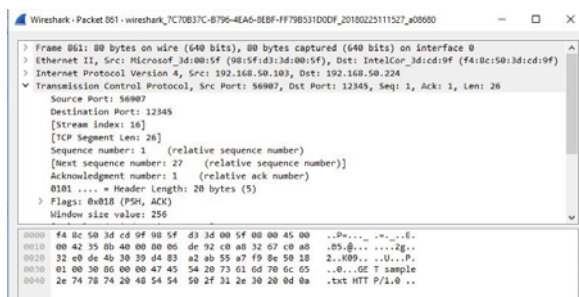 Wireshark · Packet 861 · wireshark_7C70B37C-B796-4EA6-8EBF-FF79B531D0DF_20180225111527_a08680
> Frame 861: 80 bytes on wire (640 bits), 80 bytes captured (640 bits) on interface 0
> Ethernet II, Src: Microsof_3d:00:5f (98:5f:d3:3d:00:5f), Dst: IntelCor_3d:cd:9f (f4:8c:50:3d:cd:9f)
> Internet Protocol Version 4, Src: 192.168.50.103, Dst: 192.168.50.224
Transmission Control Protocol, Src Port: 56907, Dst Port: 12345, Seq: 1, Ack: 1, Len: 26
Source Port: 56907
Destination Port: 12345
[Stream index: 16]
[TCP Segment Len: 26]
Sequence number: 1 (relative sequence number)
[Next sequence number: 27 (relative sequence number)]
Acknowledgment number: 1 (relative ack number)
0101 .... = Header Length: 20 bytes (5)
> Flags: 0x018 (PSH, ACK)
Window size value: 256
0000 f4 8c 50 3d cd 9f 98 5f d3 3d 00 5f 08 00 45 00 ..P=..._ .=._..E.
0010 00 42 35 8b 40 00 80 06 de 92 c0 a8 32 67 c0 a8 .B5.@... ....2g..
0020 32 e0 de 4b 30 39 d4 83 a2 ab 55 a7 f9 8e 50 18 2..K09.. ..U...P.
0030 01 00 30 86 00 00 47 45 54 20 73 61 6d 70 6c 65 ..0...GE T sample
0040 2e 74 78 74 20 48 54 54 50 2f 31 2e 30 20 0d 0a .txt HTT P/1.0 ..